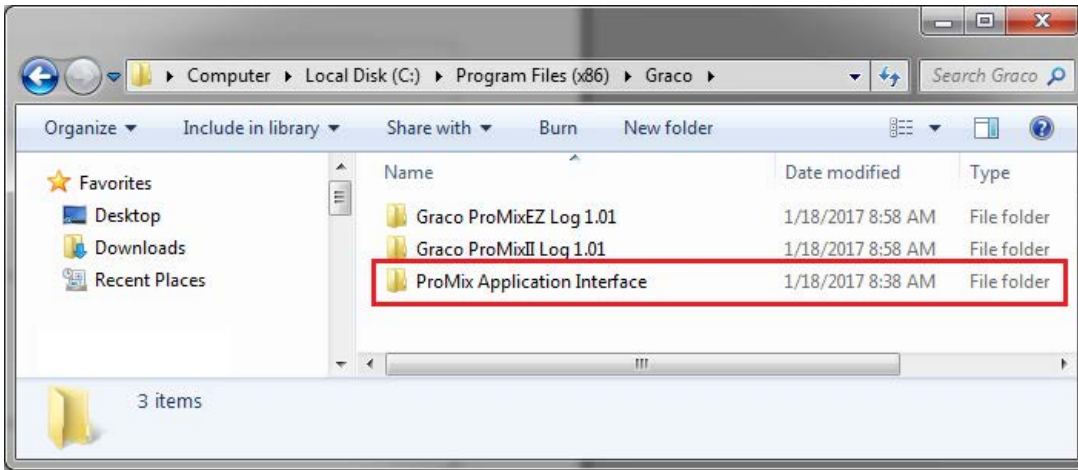 Computer Local Disk (C:) Program Files (x86) Graco Search Graco
Organize Include in library Share with Burn New folder
Favorites
Desktop
Downloads
Recent Places
Name Date modified Type
Graco ProMixEZ Log 1.01 1/18/2017 8:58 AM File folder
Graco ProMixII Log 1.01 1/18/2017 8:58 AM File folder
ProMix Application Interface 1/18/2017 8:38 AM File folder
3 items